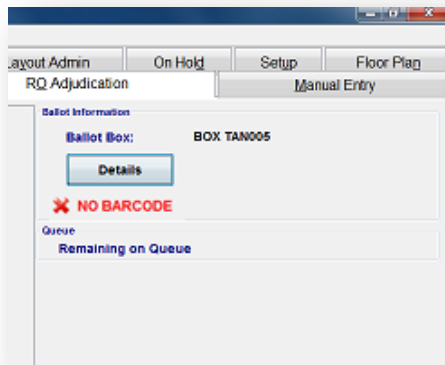 Layout Admin On Hold Setup Floor Plan
RO Adjudication Manual Entry
Ballot Information
Ballot Box: BOX TAN005
Details
NO BARCODE
Queue
Remaining on Queue